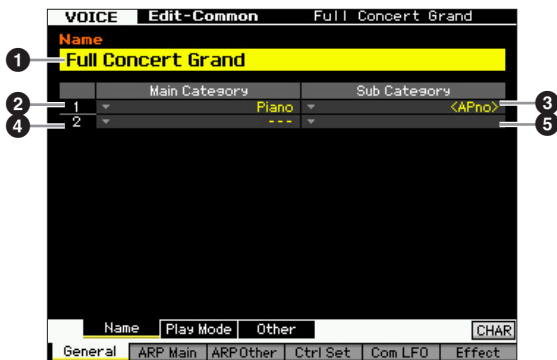 VOICE Edit-Common Full Concert Grand
Name
1 Full Concert Grand
Main Category Sub Category
2 1 Piano <APno> 3
4 2 --- 5
Name Play Mode Other CHAR
General ARP Main ARP Other Ctrl Set Com LFO Effect